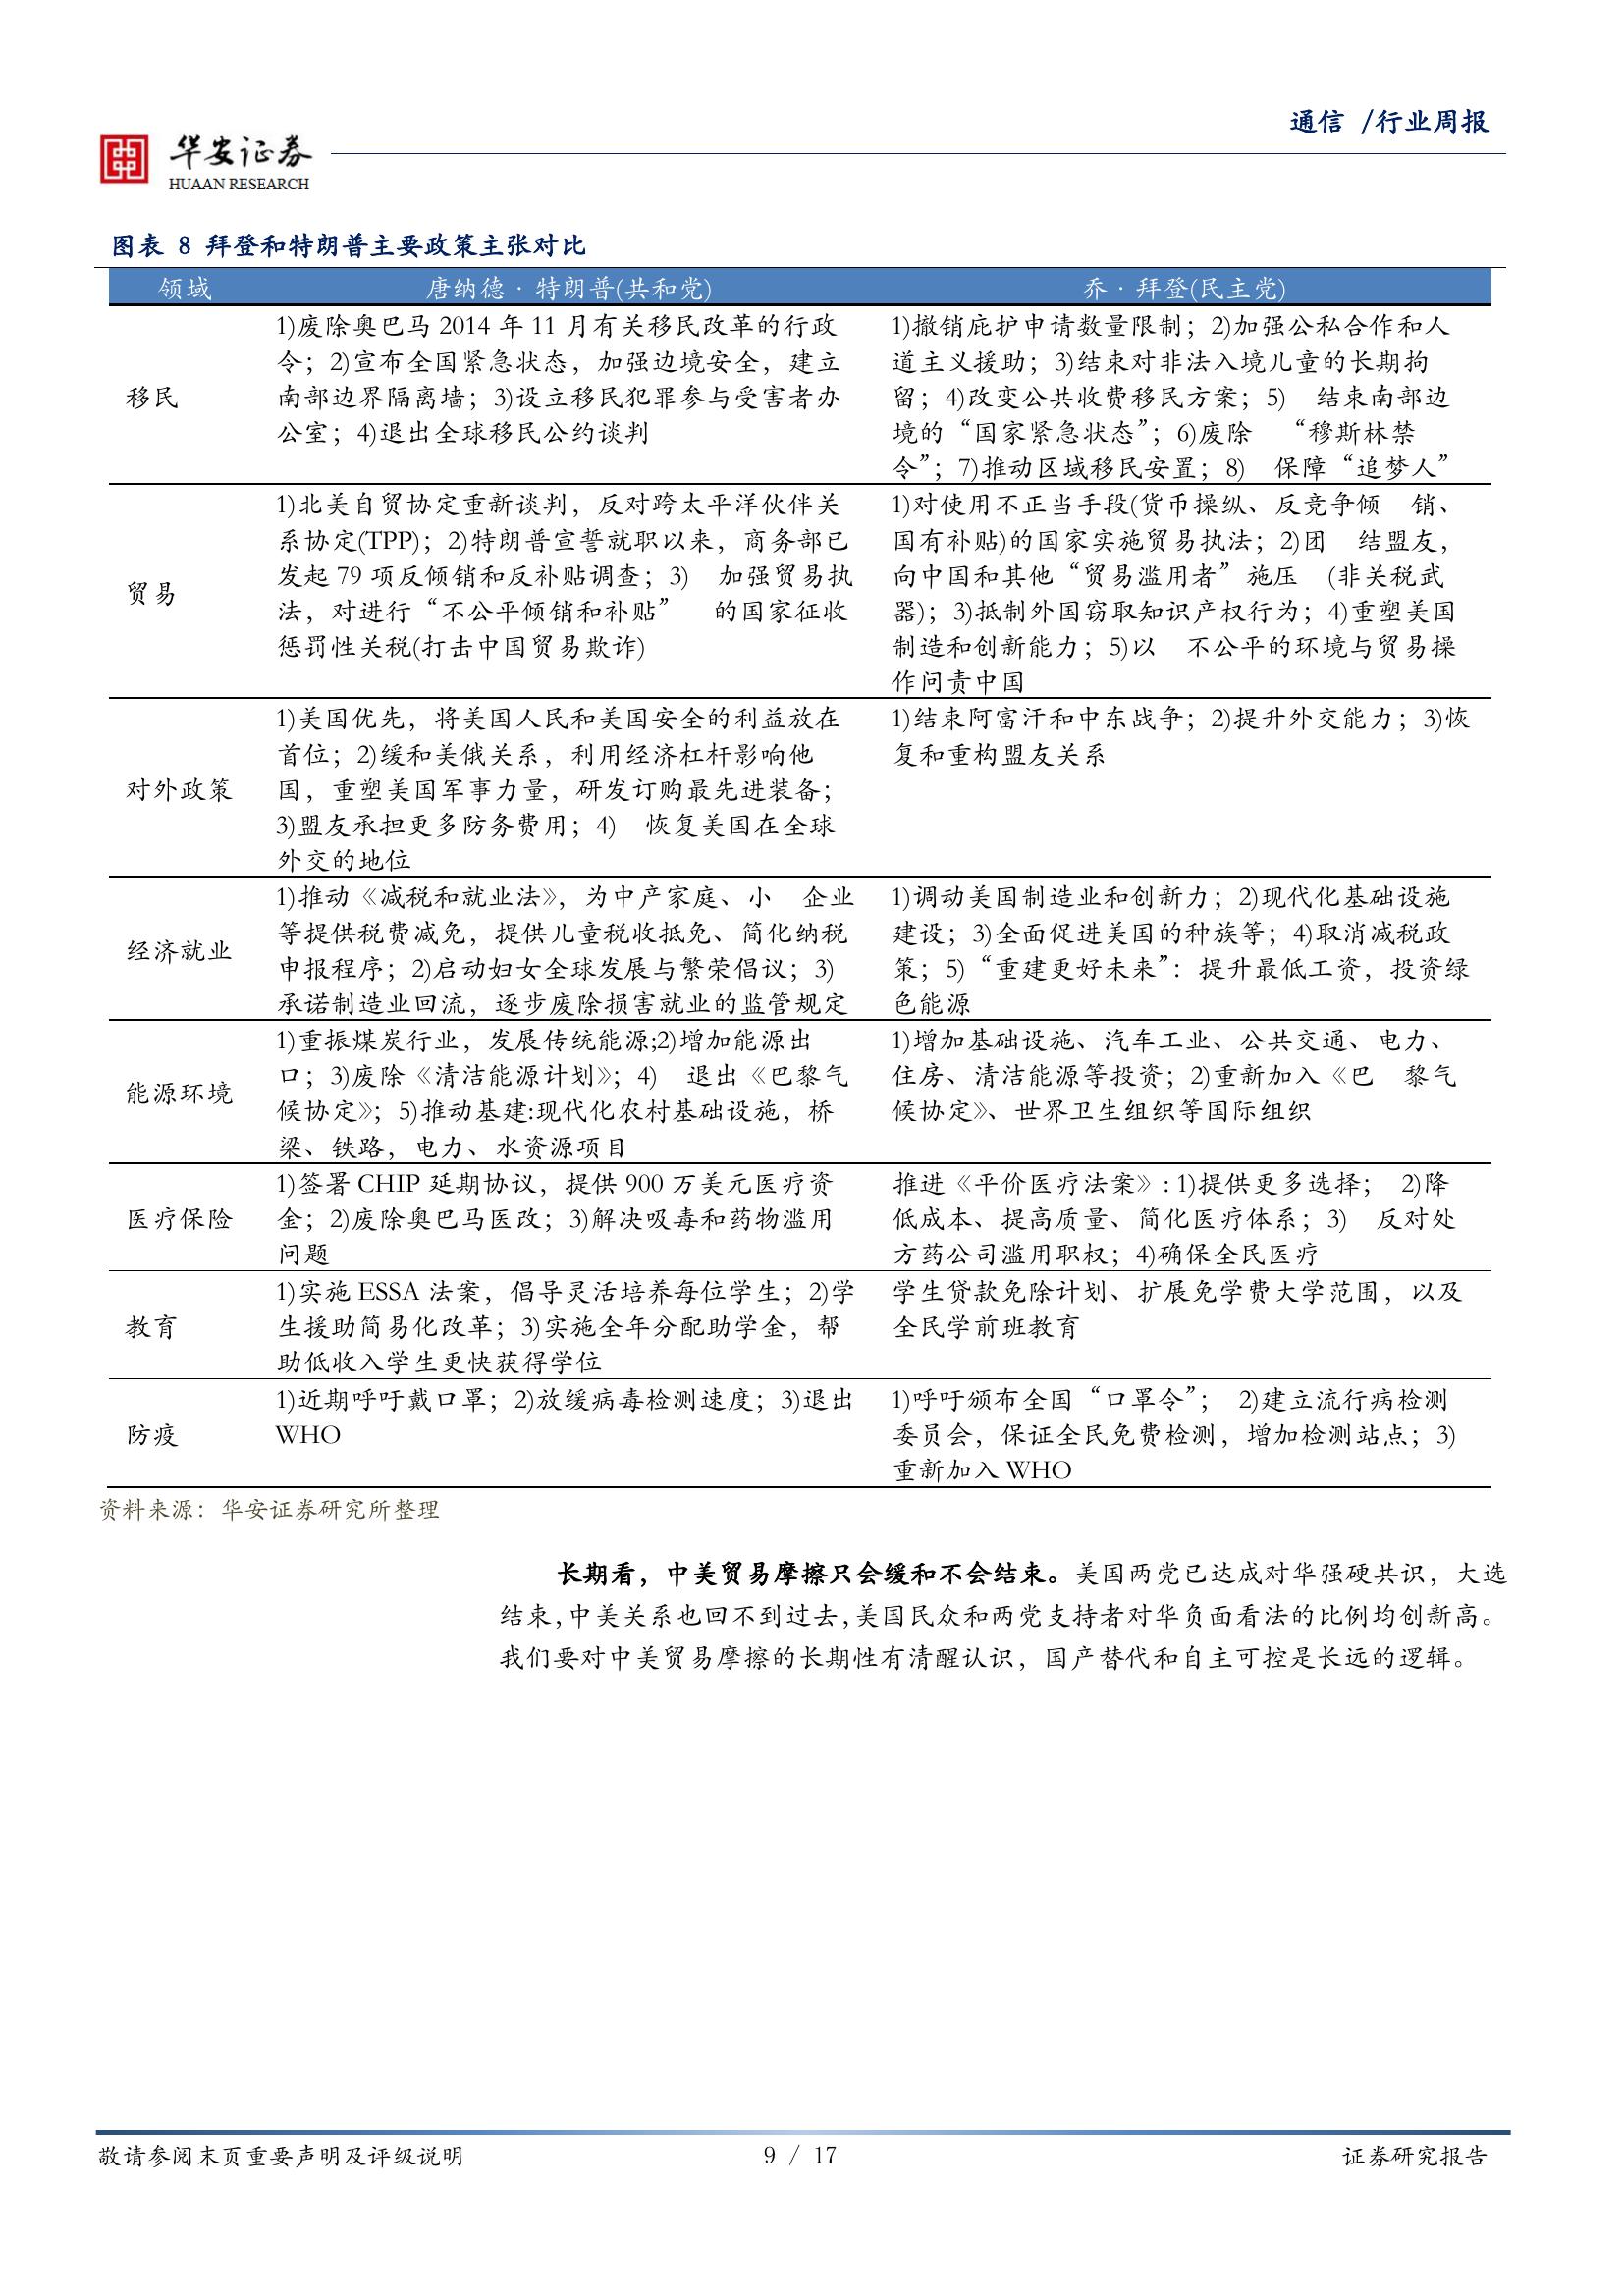 通信 /行业周报
华安证券
HUAAN RESEARCH
图表 8 拜登和特朗普主要政策主张对比
领域 唐纳德·特朗普(共和党) 乔·拜登(民主党)
移民
1)废除奥巴马 2014 年 11 月有关移民改革的行政
令；2)宣布全国紧急状态，加强边境安全，建立
南部边界隔离墙；3)设立移民犯罪参与受害者办
公室；4)退出全球移民公约谈判
1)撤销庇护申请数量限制；2)加强公私合作和人
道主义援助；3)结束对非法入境儿童的长期拘
留；4)改变公共收费移民方案；5) 结束南部边
境的“国家紧急状态”；6)废除 “穆斯林禁
令”；7)推动区域移民安置；8) 保障“追梦人”
贸易
1)北美自贸协定重新谈判，反对跨太平洋伙伴关
系协定(TPP)；2)特朗普宣誓就职以来，商务部已
发起 79 项反倾销和反补贴调查；3) 加强贸易执
法，对进行“不公平倾销和补贴” 的国家征收
惩罚性关税(打击中国贸易欺诈)
1)对使用不正当手段(货币操纵、反竞争倾 销、
国有补贴)的国家实施贸易执法；2)团 结盟友，
向中国和其他“贸易滥用者”施压 (非关税武
器)；3)抵制外国窃取知识产权行为；4)重塑美国
制造和创新能力；5)以 不公平的环境与贸易操
作问责中国
对外政策
1)美国优先，将美国人民和美国安全的利益放在
首位；2)缓和美俄关系，利用经济杠杆影响他
国，重塑美国军事力量，研发订购最先进装备；
3)盟友承担更多防务费用；4) 恢复美国在全球
外交的地位
1)结束阿富汗和中东战争；2)提升外交能力；3)恢
复和重构盟友关系
经济就业
1)推动《减税和就业法》，为中产家庭、小 企业
等提供税费减免，提供儿童税收抵免、简化纳税
申报程序；2)启动妇女全球发展与繁荣倡议；3)
承诺制造业回流，逐步废除损害就业的监管规定
1)调动美国制造业和创新力；2)现代化基础设施
建设；3)全面促进美国的种族等；4)取消减税政
策；5)“重建更好未来”：提升最低工资，投资绿
色能源
能源环境
1)重振煤炭行业，发展传统能源;2)增加能源出
口；3)废除《清洁能源计划》；4) 退出《巴黎气
候协定》；5)推动基建:现代化农村基础设施，桥
梁、铁路，电力、水资源项目
1)增加基础设施、汽车工业、公共交通、电力、
住房、清洁能源等投资；2)重新加入《巴 黎气
候协定》、世界卫生组织等国际组织
医疗保险
1)签署 CHIP 延期协议，提供 900 万美元医疗资
金；2)废除奥巴马医改；3)解决吸毒和药物滥用
问题
推进《平价医疗法案》: 1)提供更多选择； 2)降
低成本、提高质量、简化医疗体系；3) 反对处
方药公司滥用职权；4)确保全民医疗
教育
1)实施 ESSA 法案，倡导灵活培养每位学生；2)学
生援助简易化改革；3)实施全年分配助学金，帮
助低收入学生更快获得学位
学生贷款免除计划、扩展免学费大学范围，以及
全民学前班教育
防疫
1)近期呼吁戴口罩；2)放缓病毒检测速度；3)退出
WHO
1)呼吁颁布全国“口罩令”； 2)建立流行病检测
委员会，保证全民免费检测，增加检测站点；3)
重新加入 WHO
资料来源：华安证券研究所整理
长期看，中美贸易摩擦只会缓和不会结束。美国两党已达成对华强硬共识，大选
结束,中美关系也回不到过去,美国民众和两党支持者对华负面看法的比例均创新高。
我们要对中美贸易摩擦的长期性有清醒认识，国产替代和自主可控是长远的逻辑。
敬请参阅末页重要声明及评级说明 9 / 17 证券研究报告